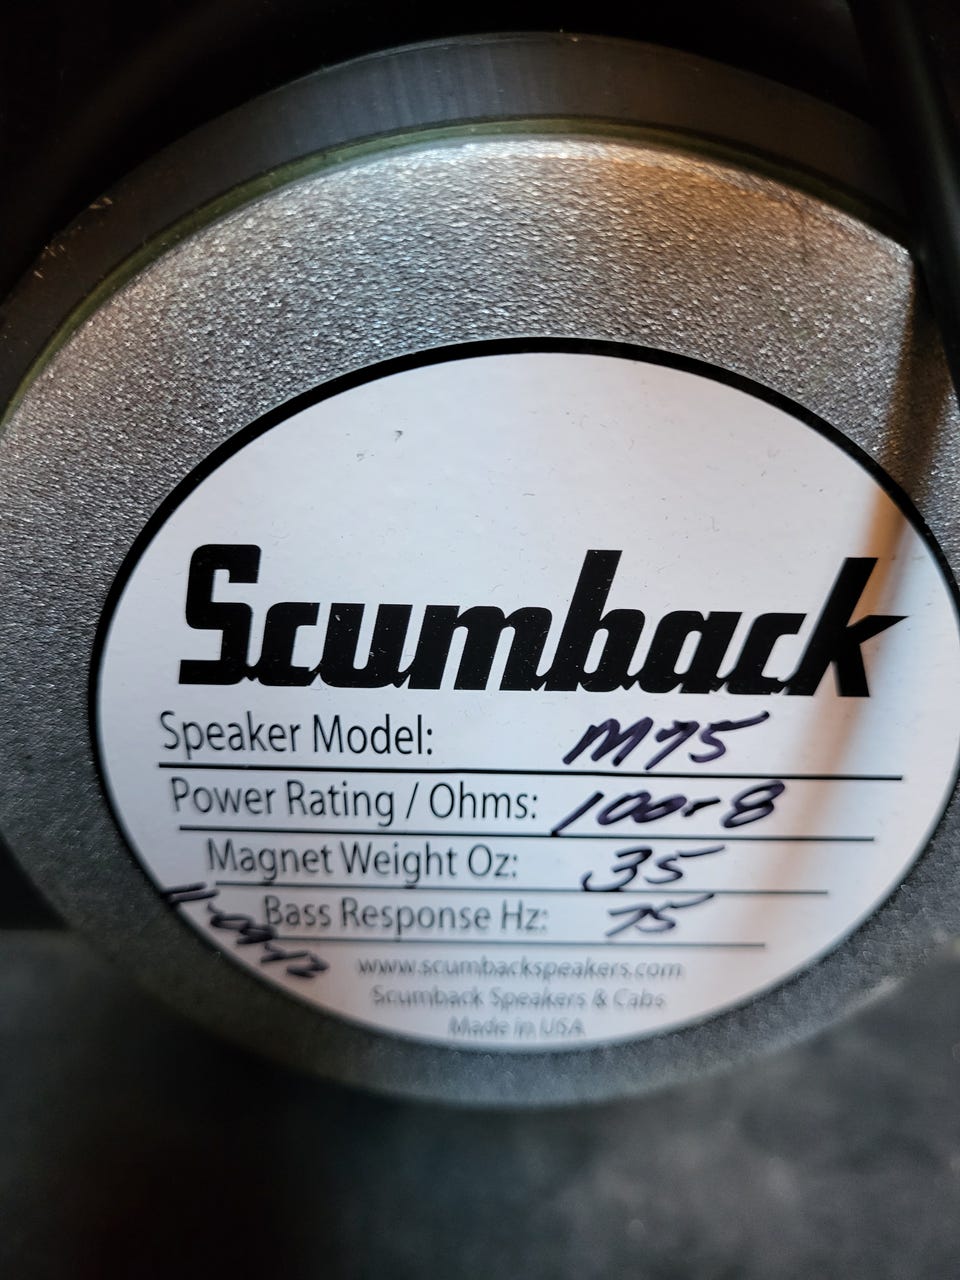 Scumback
Speaker Model: M75
Power Rating / Ohms: 100 - 8
Magnet Weight Oz: 35
Bass Response Hz: 75
www.scumbackspeakers.com
Scumback Speakers & Cabs
Made in USA